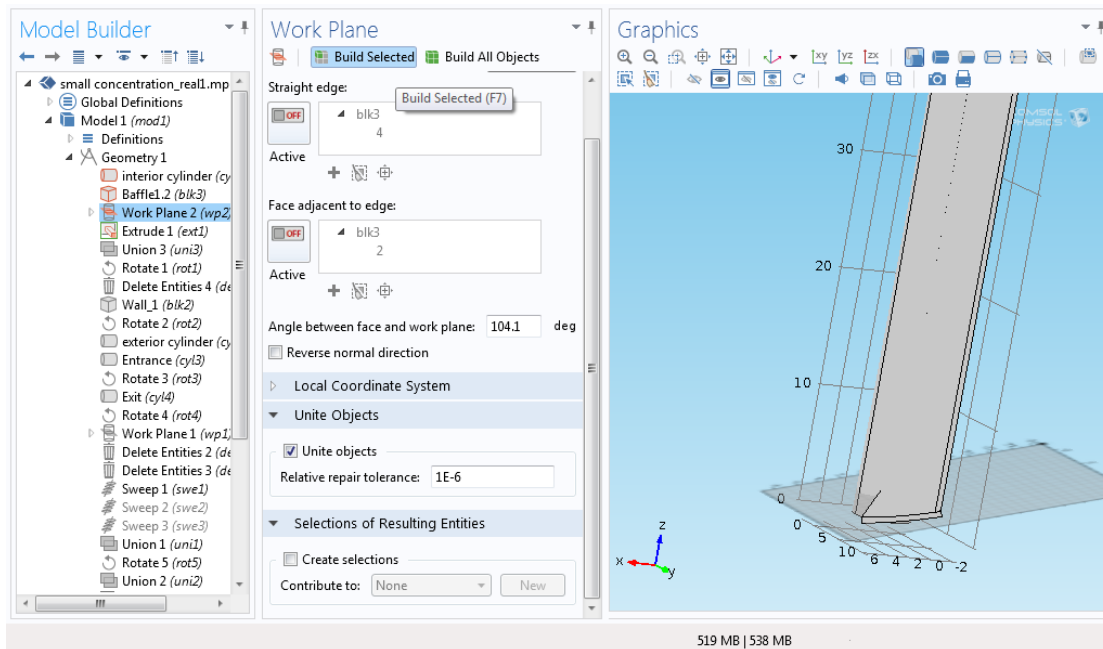 Model Builder
small concentration_real1.mp
Global Definitions
Model 1 (mod1)
Definitions
Geometry 1
interior cylinder (cy
Baffle1.2 (blk3)
Work Plane 2 (wp2)
Extrude 1 (ext1)
Union 3 (uni3)
Rotate 1 (rot1)
Delete Entities 4 (de
Wall_1 (blk2)
Rotate 2 (rot2)
exterior cylinder (cy
Entrance (cyl3)
Rotate 3 (rot3)
Exit (cyl4)
Rotate 4 (rot4)
Work Plane 1 (wp1)
Delete Entities 2 (de
Delete Entities 3 (de
Sweep 1 (swe1)
Sweep 2 (swe2)
Sweep 3 (swe3)
Union 1 (uni1)
Rotate 5 (rot5)
Union 2 (uni2)
Work Plane
Build Selected
Build All Objects
Build Selected (F7)
Straight edge:
OFF
blk3
4
Active
Face adjacent to edge:
OFF
blk3
2
Active
Angle between face and work plane: 104.1 deg
Reverse normal direction
Local Coordinate System
Unite Objects
Unite objects
Relative repair tolerance: 1E-6
Selections of Resulting Entities
Create selections
Contribute to: None New
Graphics
xy yz zx
30
20
10
0
0
5
10
6 4 2 0 -2
z
x
y
519 MB | 538 MB